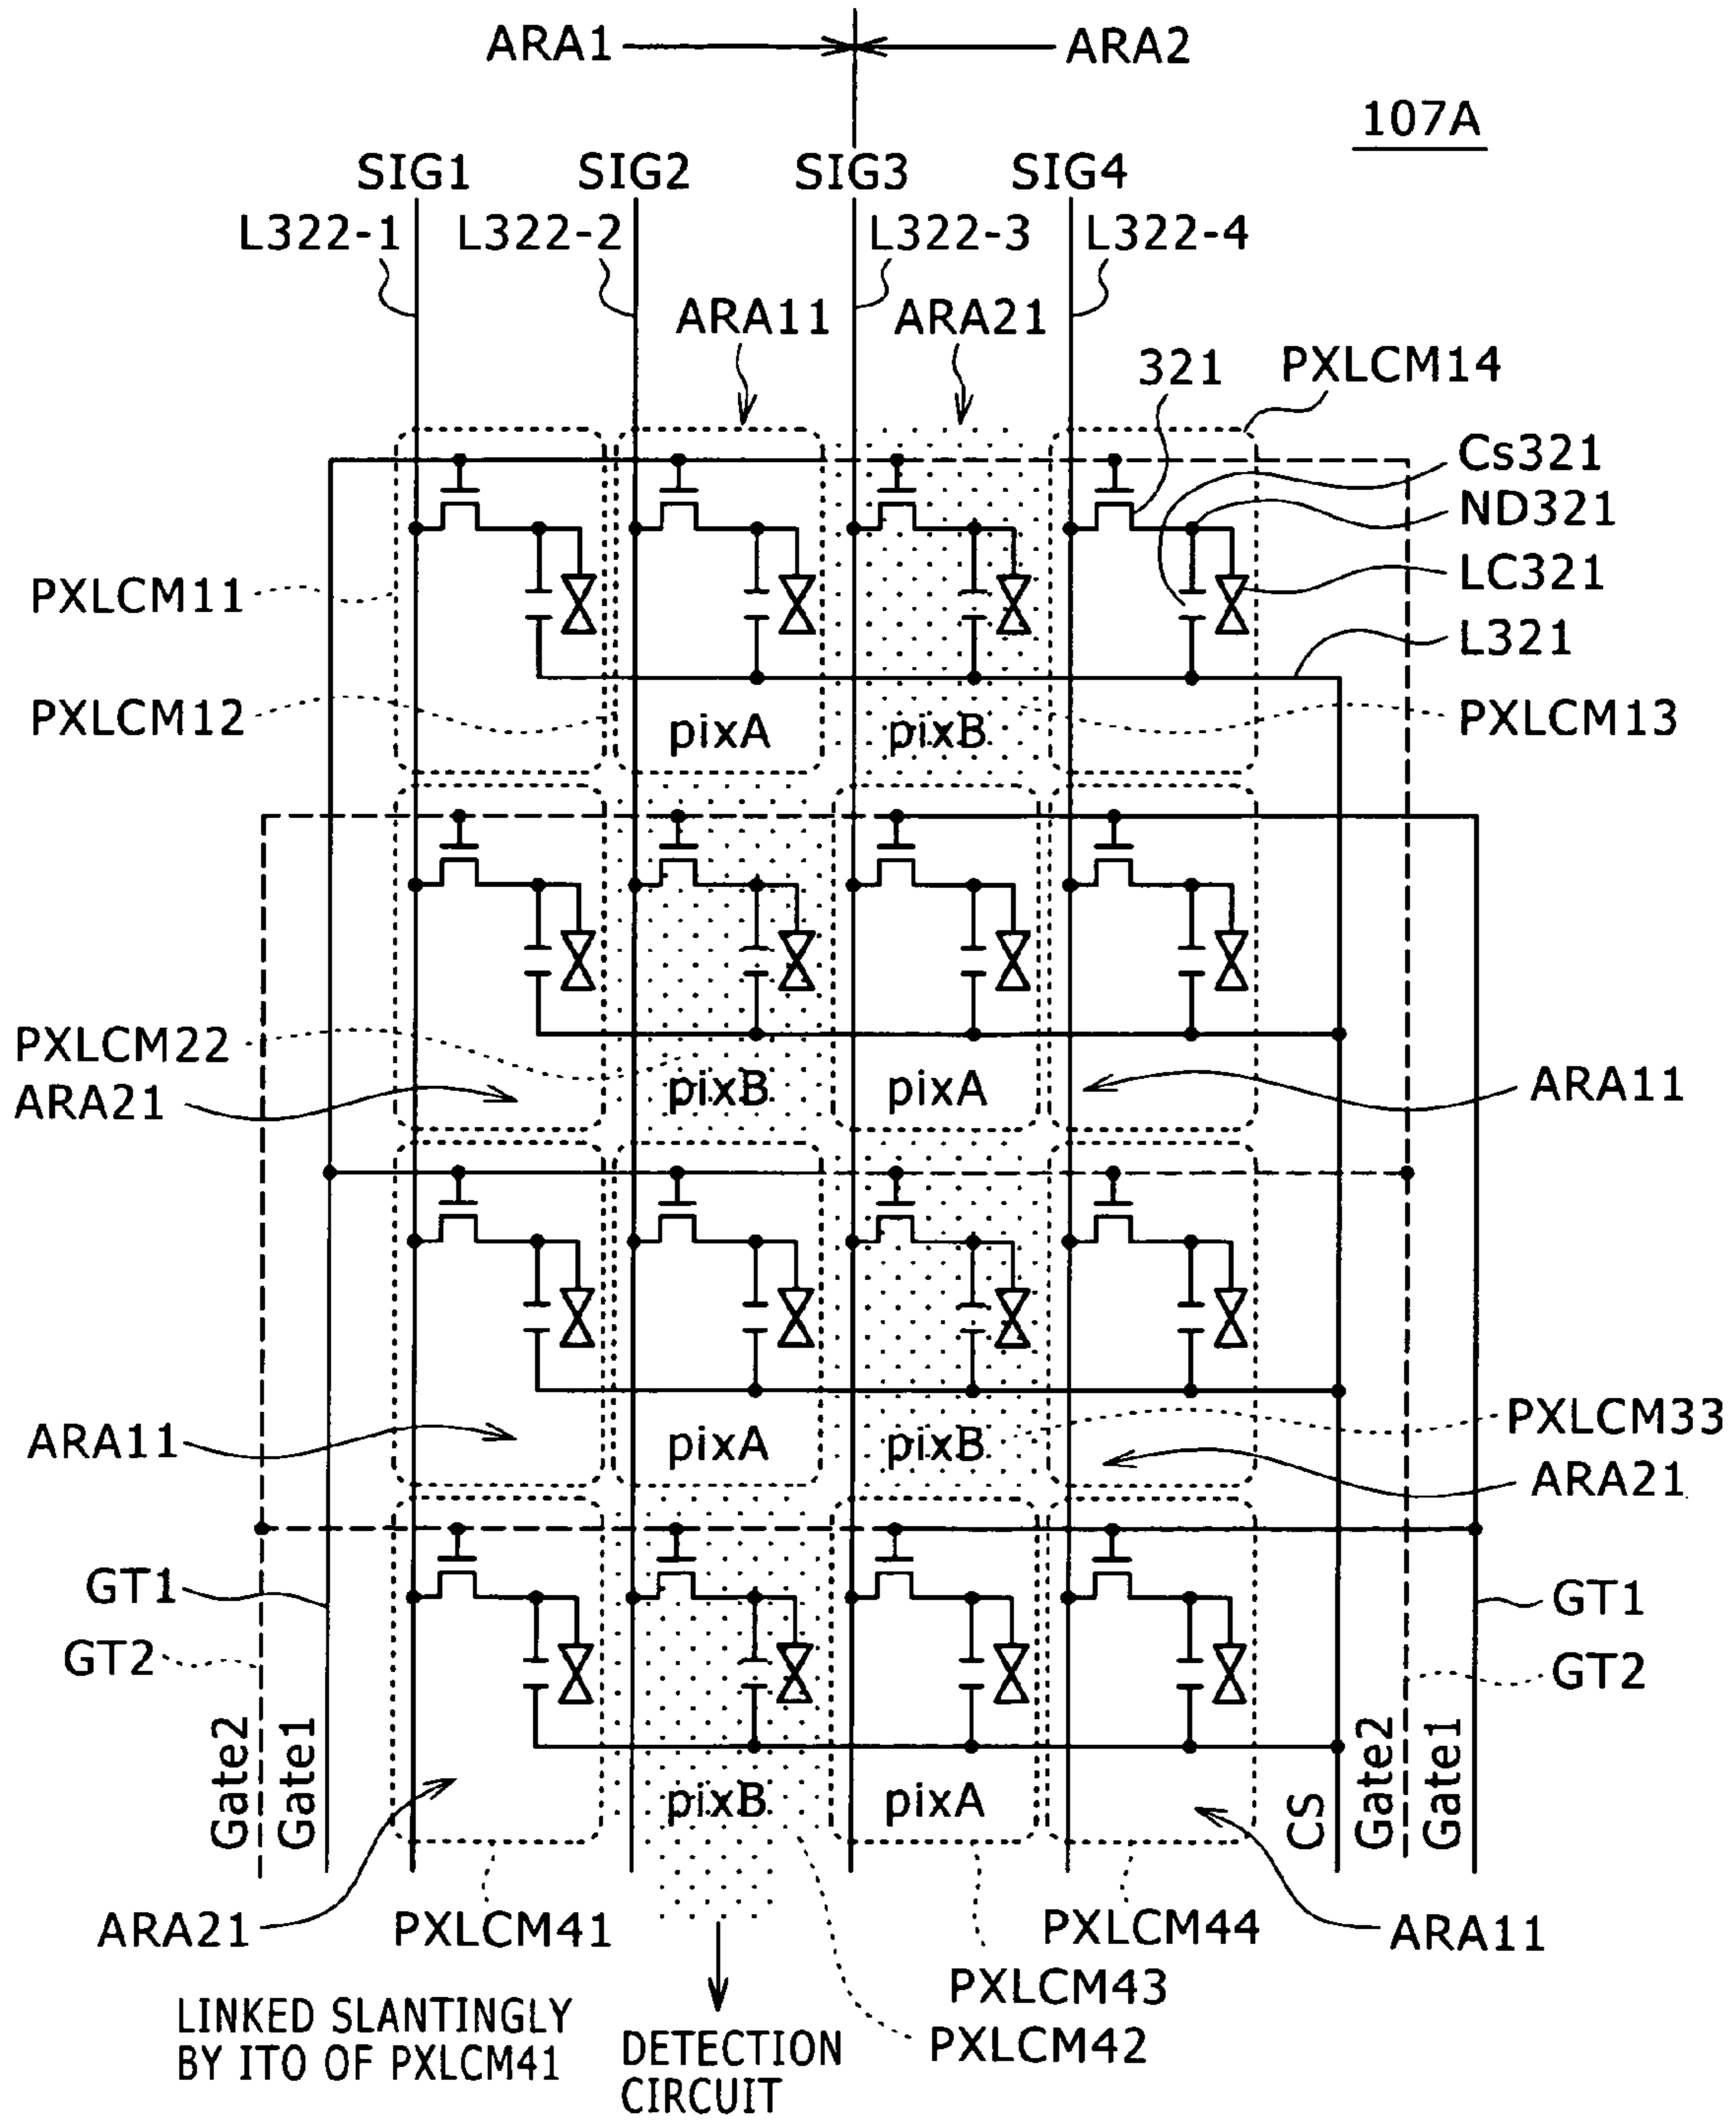 ARA1 ARA2
107A
SIG1 SIG2 SIG3 SIG4
L322-1 L322-2 L322-3 L322-4
ARA11 ARA21
321 PXLCM14
Cs321
ND321
PXLCM11 LC321
L321
PXLCM12 pixA pixB PXLCM13
PXLCM22 pixB pixA ARA11
ARA21
PXLCM33
ARA11 pixA pixB
ARA21
GT1 GT1
GT2 GT2
Gate2 Gate1 pixB pixA CS Gate2 Gate1
ARA21 PXLCM41 PXLCM44 ARA11
PXLCM43
LINKED SLANTINGLY
BY ITO OF PXLCM41
PXLCM42
DETECTION
CIRCUIT